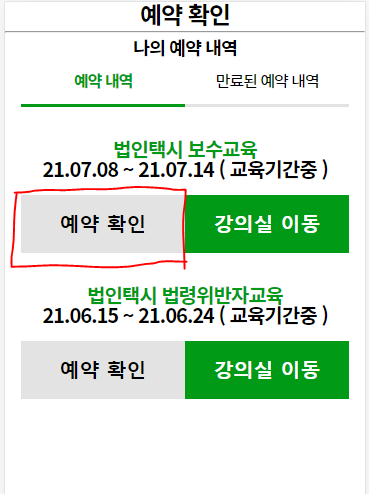 예약 확인
나의 예약 내역
예약 내역 만료된 예약 내역
법인택시 보수교육
21.07.08 ~ 21.07.14 ( 교육기간중 )
예약 확인 강의실 이동
법인택시 법령위반자교육
21.06.15 ~ 21.06.24 ( 교육기간중 )
예약 확인 강의실 이동